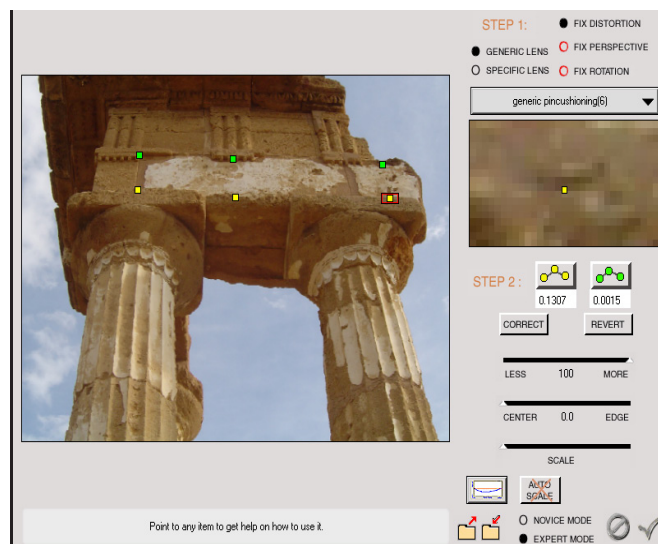 STEP 1:
FIX DISTORTION
GENERIC LENS
FIX PERSPECTIVE
SPECIFIC LENS
FIX ROTATION
generic pincushioning(6)
STEP 2 :
0.1307
0.0015
CORRECT
REVERT
LESS 100 MORE
CENTER 0.0 EDGE
SCALE
AUTO
SCALE
Point to any item to get help on how to use it.
NOVICE MODE
EXPERT MODE